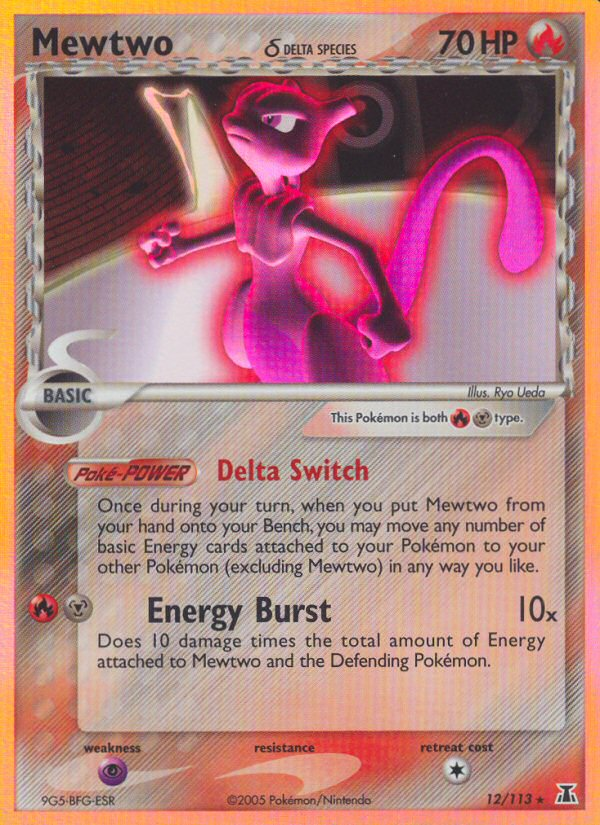 Mewtwo δ DELTA SPECIES 70 HP
BASIC
Illus. Ryo Ueda
This Pokémon is both type.
Poké-POWER Delta Switch
Once during your turn, when you put Mewtwo from
your hand onto your Bench, you may move any number of
basic Energy cards attached to your Pokémon to your
other Pokémon (excluding Mewtwo) in any way you like.
Energy Burst 10x
Does 10 damage times the total amount of Energy
attached to Mewtwo and the Defending Pokémon.
weakness resistance retreat cost
9G5-BFG-ESR ©2005 Pokémon/Nintendo 12/113 ★